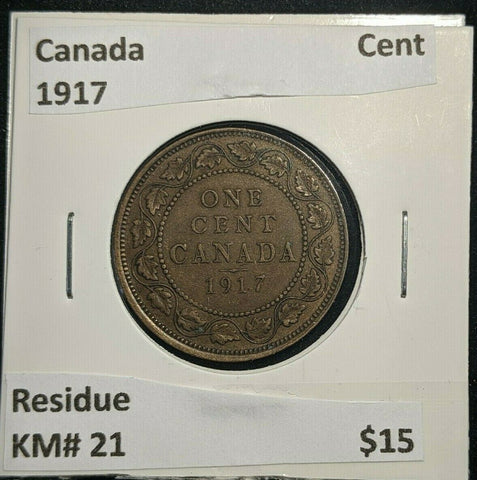 Canada Cent
1917
ONE
CENT
CANADA
1917
Residue
KM# 21 $15